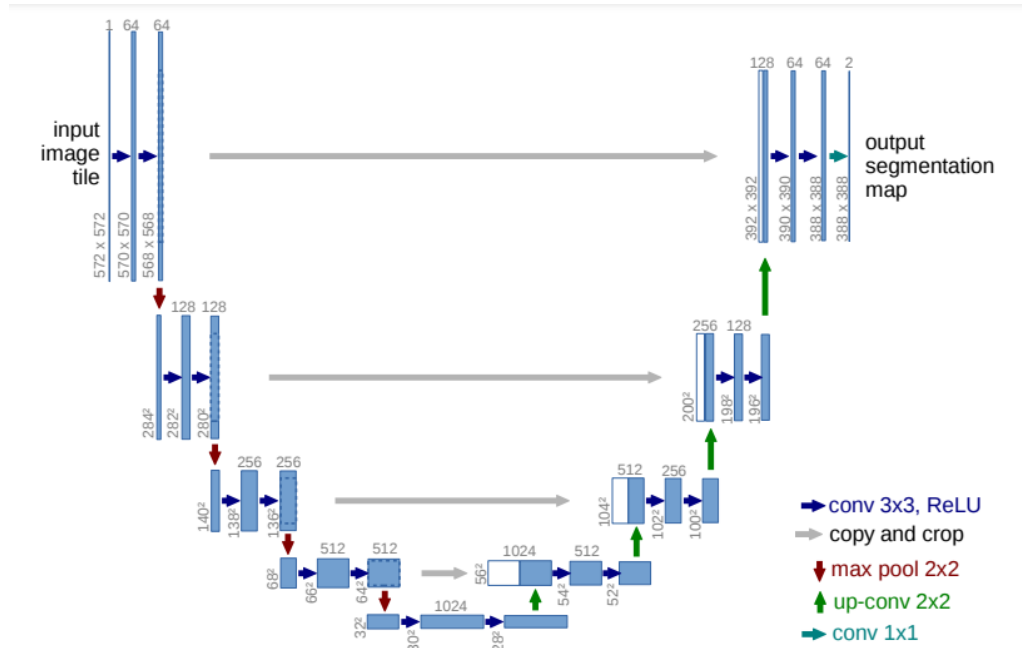 1 64 64
input
image
tile
572 x 572
570 x 570
568 x 568
128 64 64 2
output
segmentation
map
392 x 392
390 x 390
388 x 388
388 x 388
128 128
284²
282²
280²
256 128
200²
198²
196²
256 256
140²
138²
136²
512 256
104²
102²
100²
512 512
68²
66²
64²
1024 512
56²
54²
52²
1024
32²
30²
28²
conv 3x3, ReLU
copy and crop
max pool 2x2
up-conv 2x2
conv 1x1